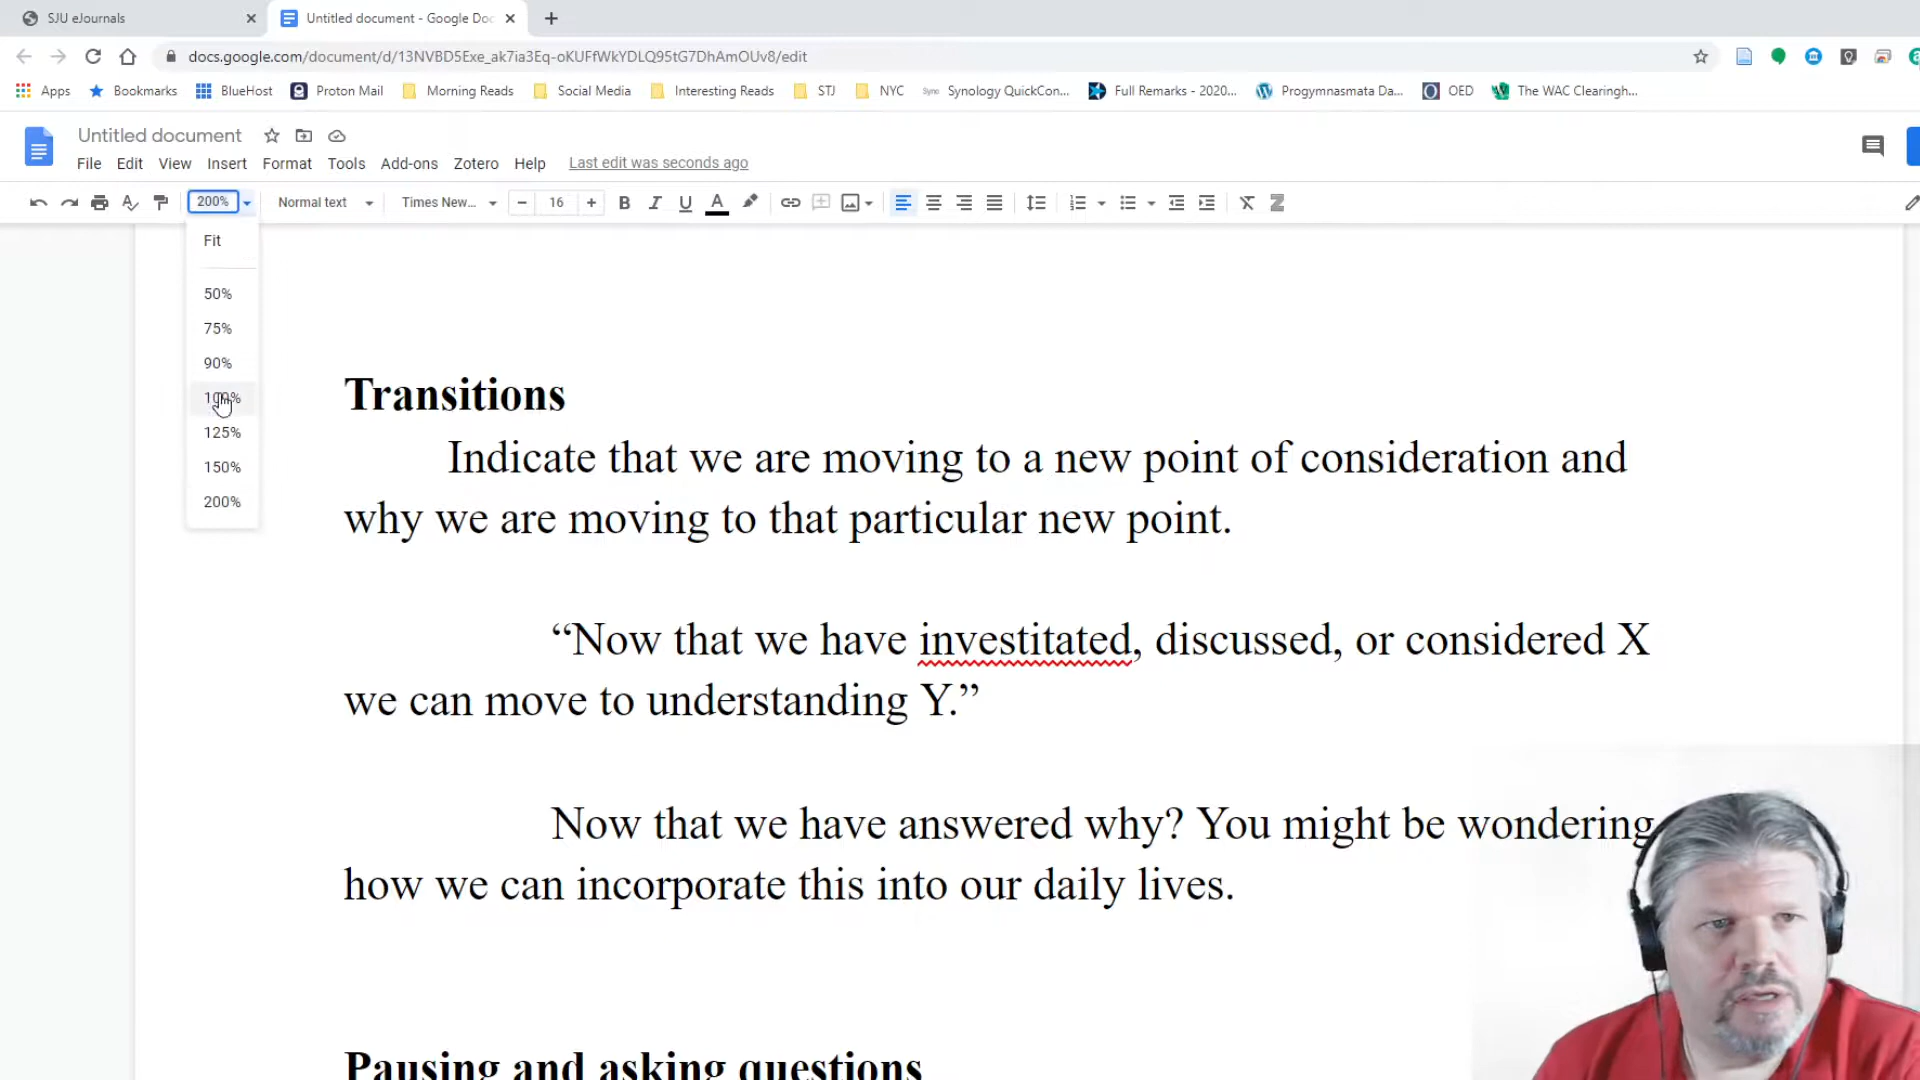 SJU eJournals
Untitled document - Google Doc
docs.google.com/document/d/13NVBD5Exe_ak7ia3Eq-oKUFfWkYDLQ95tG7DhAmOUv8/edit
Apps Bookmarks BlueHost Proton Mail Morning Reads Social Media Interesting Reads STJ NYC Sync Synology QuickCon... Full Remarks - 2020... Progymnasmata Da... OED The WAC Clearingh...
Untitled document
File Edit View Insert Format Tools Add-ons Zotero Help Last edit was seconds ago
200% Normal text Times New... 16 B I U A
Fit
50%
75%
90%
100%
125%
150%
200%
Transitions
Indicate that we are moving to a new point of consideration and
why we are moving to that particular new point.
“Now that we have investitated, discussed, or considered X
we can move to understanding Y.”
Now that we have answered why? You might be wondering
how we can incorporate this into our daily lives.
Pausing and asking questions